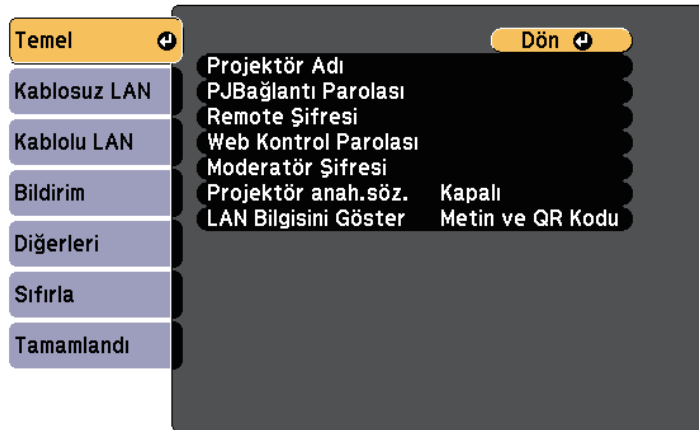 Temel
Kablosuz LAN
Kablolu LAN
Bildirim
Diğerleri
Sıfırla
Tamamlandı
Dön
Projektör Adı
PJBağlantı Parolası
Remote Şifresi
Web Kontrol Parolası
Moderatör Şifresi
Projektör anah.söz. Kapalı
LAN Bilgisini Göster Metin ve QR Kodu